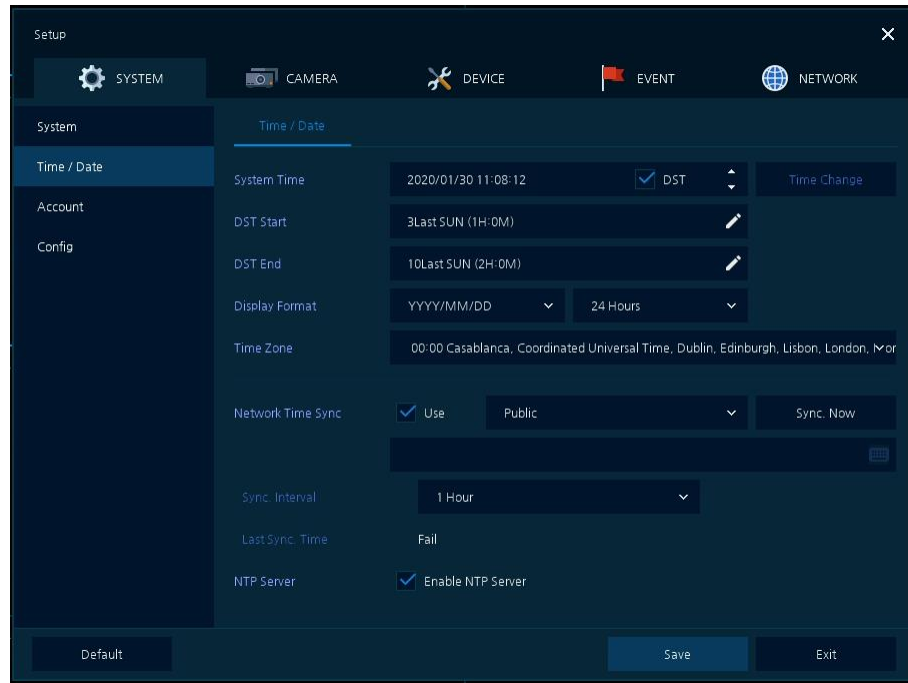 Setup
SYSTEM CAMERA DEVICE EVENT NETWORK
System
Time / Date
Account
Config
Time / Date
System Time 2020/01/30 11:08:12 DST Time Change
DST Start 3Last SUN (1H:0M)
DST End 10Last SUN (2H:0M)
Display Format YYYY/MM/DD 24 Hours
Time Zone 00:00 Casablanca, Coordinated Universal Time, Dublin, Edinburgh, Lisbon, London,
Network Time Sync Use Public Sync. Now
Sync. Interval 1 Hour
Last Sync. Time Fail
NTP Server Enable NTP Server
Default Save Exit